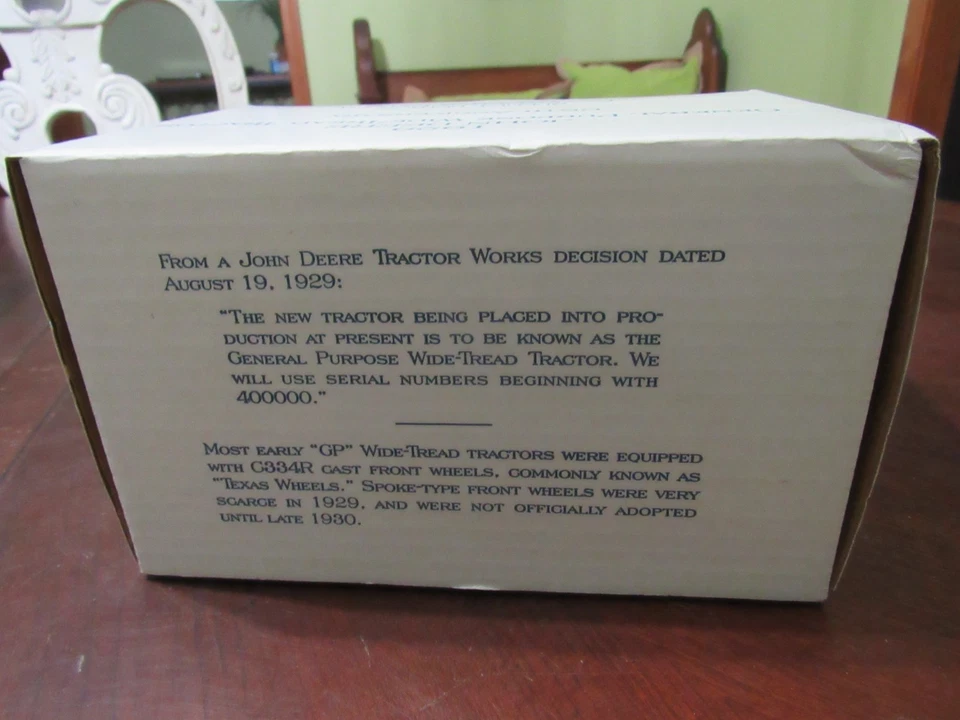 From a John Deere Tractor Works decision dated
August 19, 1929:
"The new tractor being placed into pro-
duction at present is to be known as the
General Purpose Wide-Tread Tractor. We
will use serial numbers beginning with
400000."
Most early "GP" Wide-Tread tractors were equipped
with C334R cast front wheels, commonly known as
"Texas Wheels." Spoke-type front wheels were very
scarce in 1929, and were not officially adopted
until late 1930.